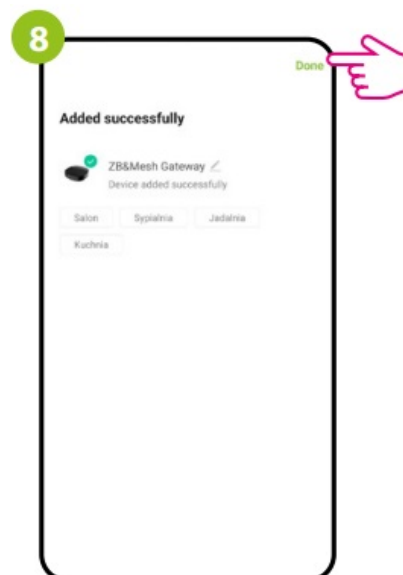 8
Done
Added successfully
ZB&Mesh Gateway
Device added successfully
Salon Sypialnia Jadalnia
Kuchnia